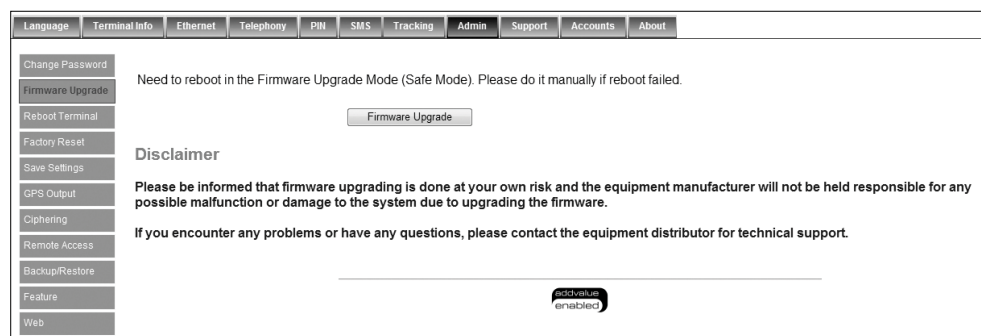 Language Terminal Info Ethernet Telephony PIN SMS Tracking Admin Support Accounts About
Change Password
Firmware Upgrade
Reboot Terminal
Factory Reset
Save Settings
GPS Output
Ciphering
Remote Access
Backup/Restore
Feature
Web
Need to reboot in the Firmware Upgrade Mode (Safe Mode). Please do it manually if reboot failed.
Firmware Upgrade
Disclaimer
Please be informed that firmware upgrading is done at your own risk and the equipment manufacturer will not be held responsible for any
possible malfunction or damage to the system due to upgrading the firmware.
If you encounter any problems or have any questions, please contact the equipment distributor for technical support.
addvalue
enabled